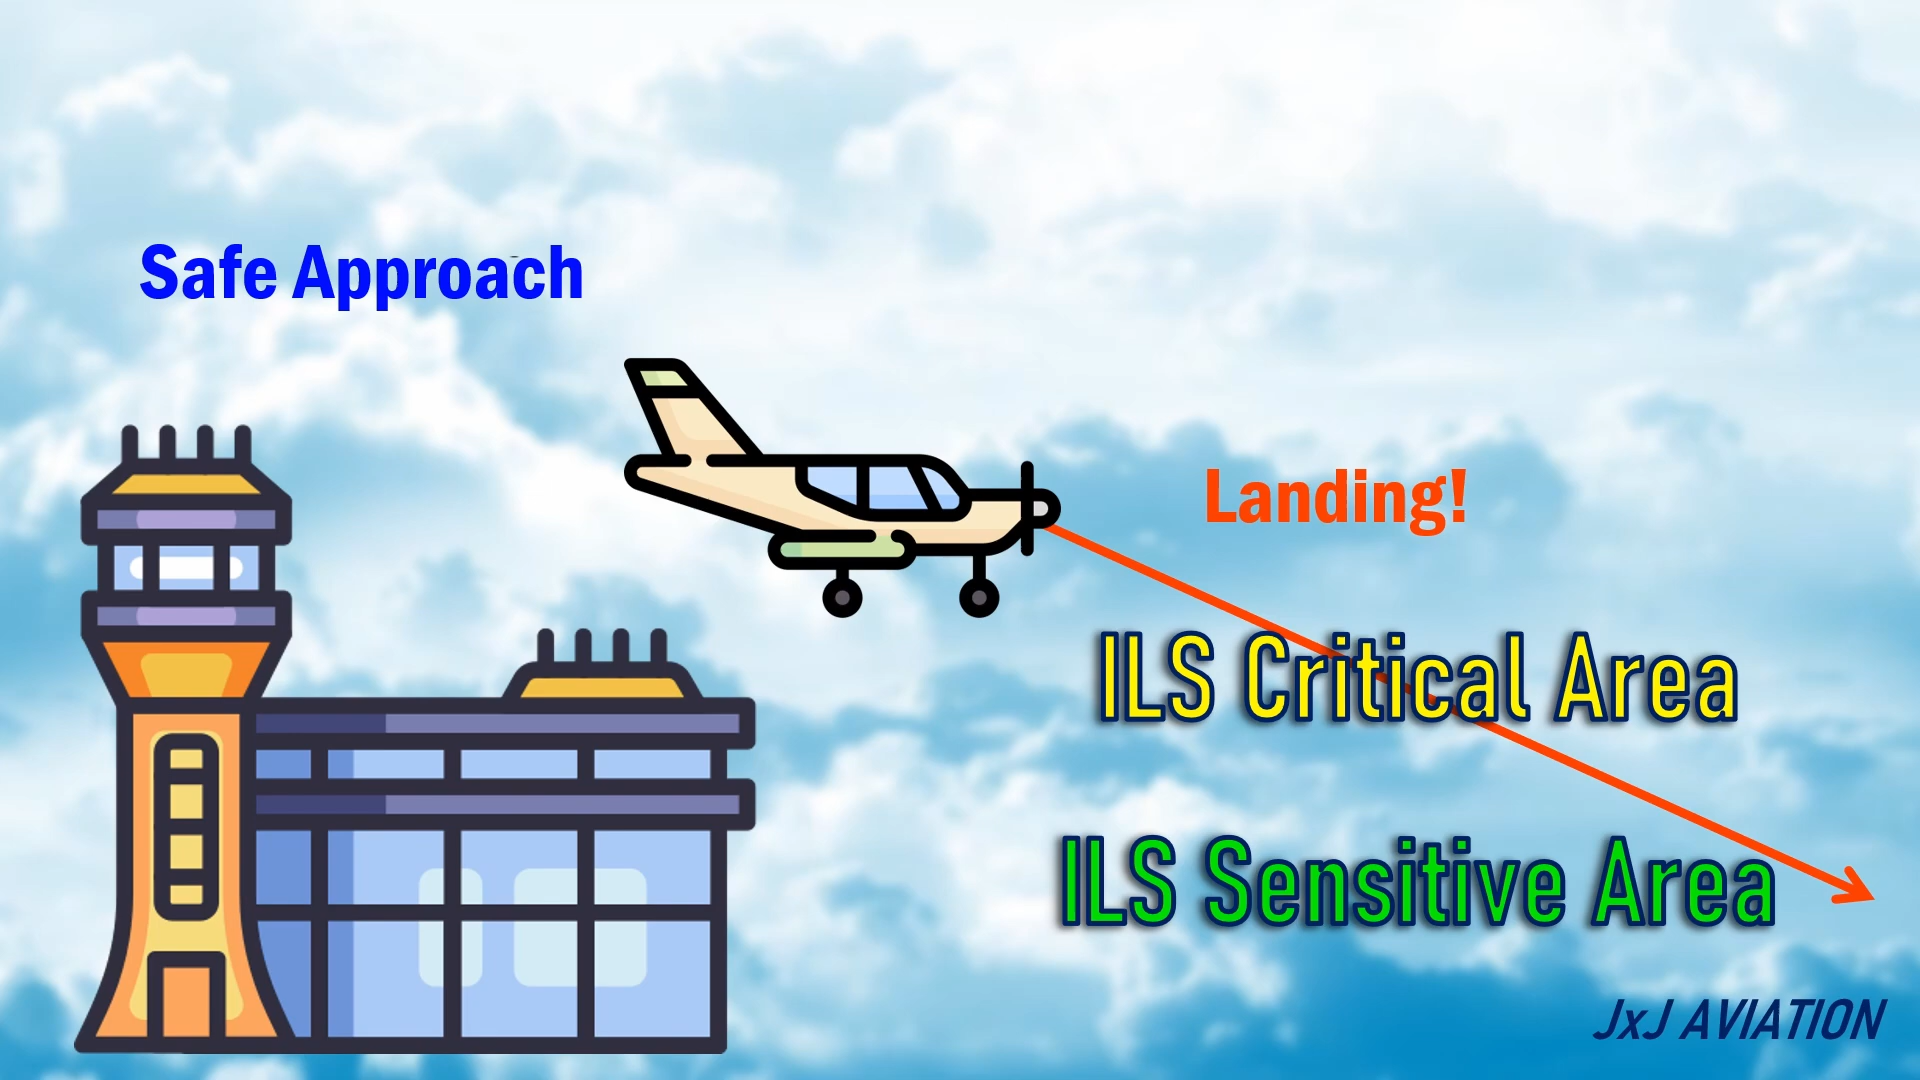 Safe Approach
Landing!
ILS Critical Area
ILS Sensitive Area
JxJ AVIATION